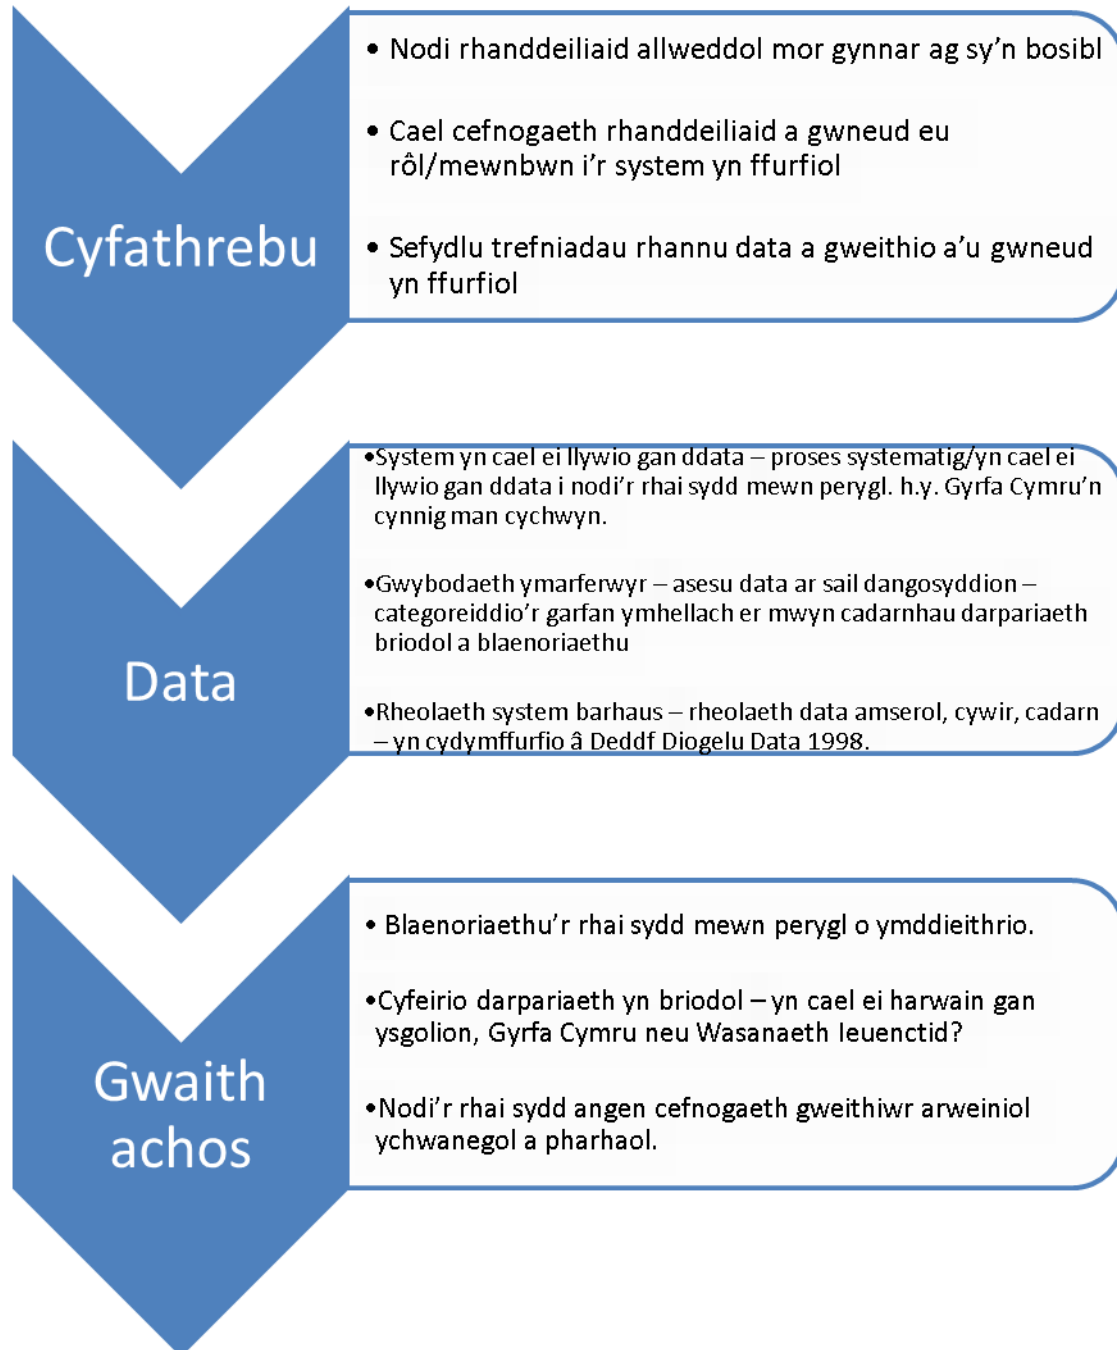 Cyfathrebu
• Nodi rhanddeiliaid allweddol mor gynnar ag sy'n bosibl
• Cael cefnogaeth rhanddeiliaid a gwneud eu
rôl/mewnbwn i'r system yn ffurfiol
• Sefydlu trefniadau rhannu data a gweithio a'u gwneud
yn ffurfiol
Data
•System yn cael ei llywio gan ddata – proses systematig/yn cael ei
llywio gan ddata i nodi'r rhai sydd mewn perygl. h.y. Gyrfa Cymru'n
cynnig man cychwyn.
•Gwybodaeth ymarferwyr – asesu data ar sail dangosyddion –
categoreiddio'r garfan ymhellach er mwyn cadarnhau darpariaeth
briodol a blaenoriaethu
•Rheolaeth system barhaus – rheolaeth data amserol, cywir, cadarn
– yn cydymffurfio â Deddf Diogelu Data 1998.
Gwaith
achos
• Blaenoriaethu'r rhai sydd mewn perygl o ymddieithrio.
•Cyfeirio darpariaeth yn briodol – yn cael ei harwain gan
ysgolion, Gyrfa Cymru neu Wasanaeth Ieuenctid?
•Nodi'r rhai sydd angen cefnogaeth gweithiwr arweiniol
ychwanegol a pharhaol.